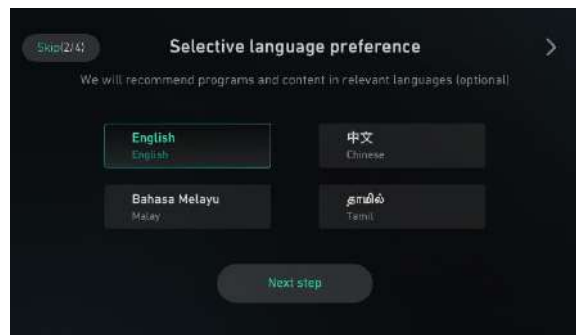 Skip(2/4)
Selective language preference
We will recommend programs and content in relevant languages (optional)
English
English
中文
Chinese
Bahasa Melayu
Malay
தமிழ்
Tamil
Next step